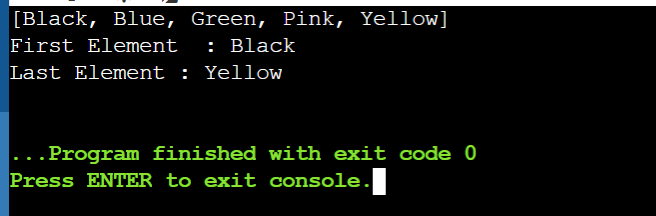 [Black, Blue, Green, Pink, Yellow]
First Element  : Black
Last Element : Yellow
...Program finished with exit code 0
Press ENTER to exit console.